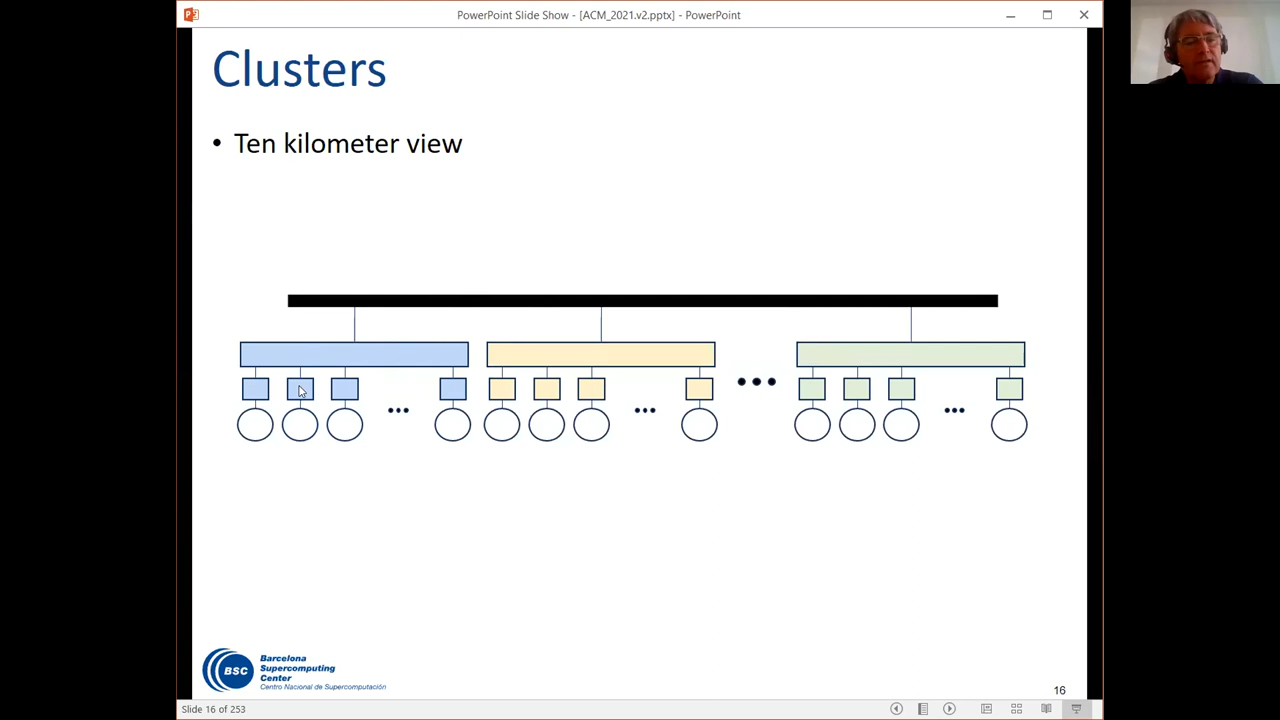 PowerPoint Slide Show - [ACM_2021.v2.pptx] - PowerPoint
Clusters
• Ten kilometer view
...
...
...
...
BSC
Barcelona
Supercomputing
Center
Centro Nacional de Supercomputación
16
Slide 16 of 253